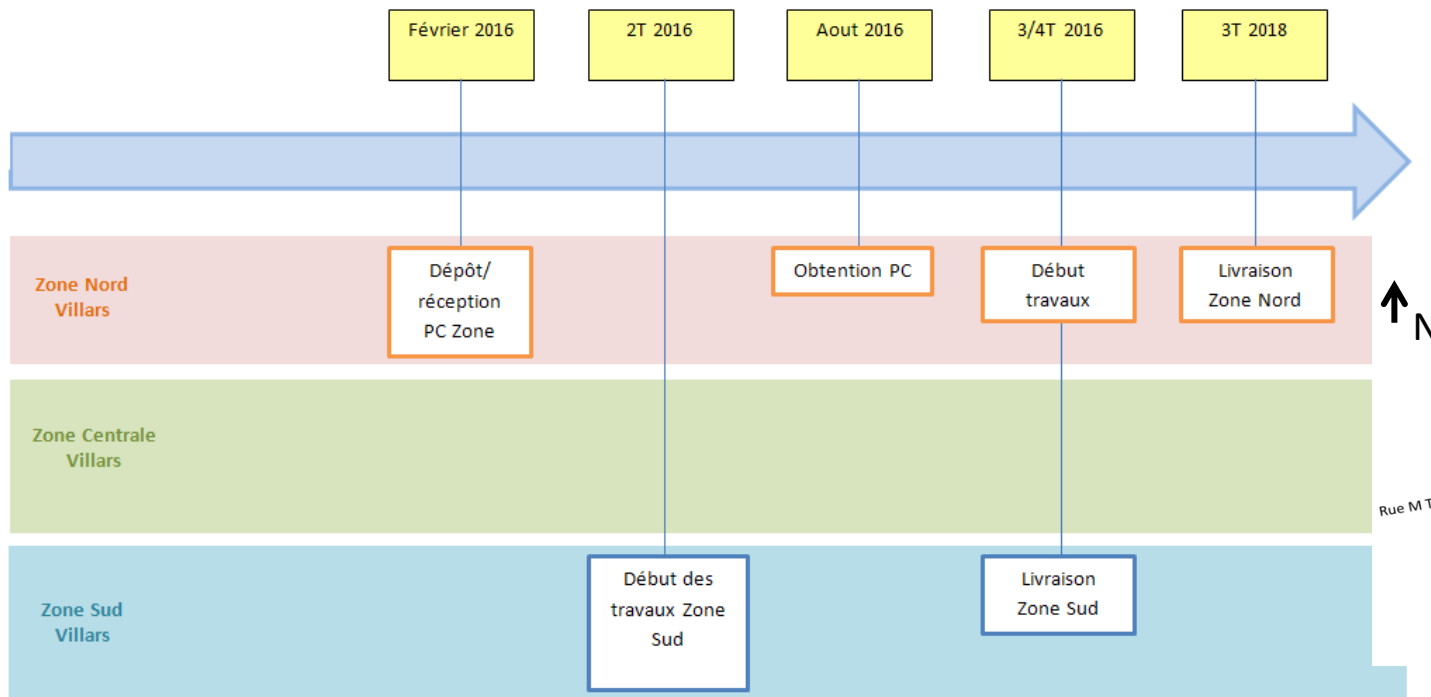 Février 2016
2T 2016
Aout 2016
3/4T 2016
3T 2018
Zone Nord
Villars
Dépôt/
réception
PC Zone
Obtention PC
Début
travaux
Livraison
Zone Nord
N
Zone Centrale
Villars
Rue M T
Zone Sud
Villars
Début des
travaux Zone
Sud
Livraison
Zone Sud